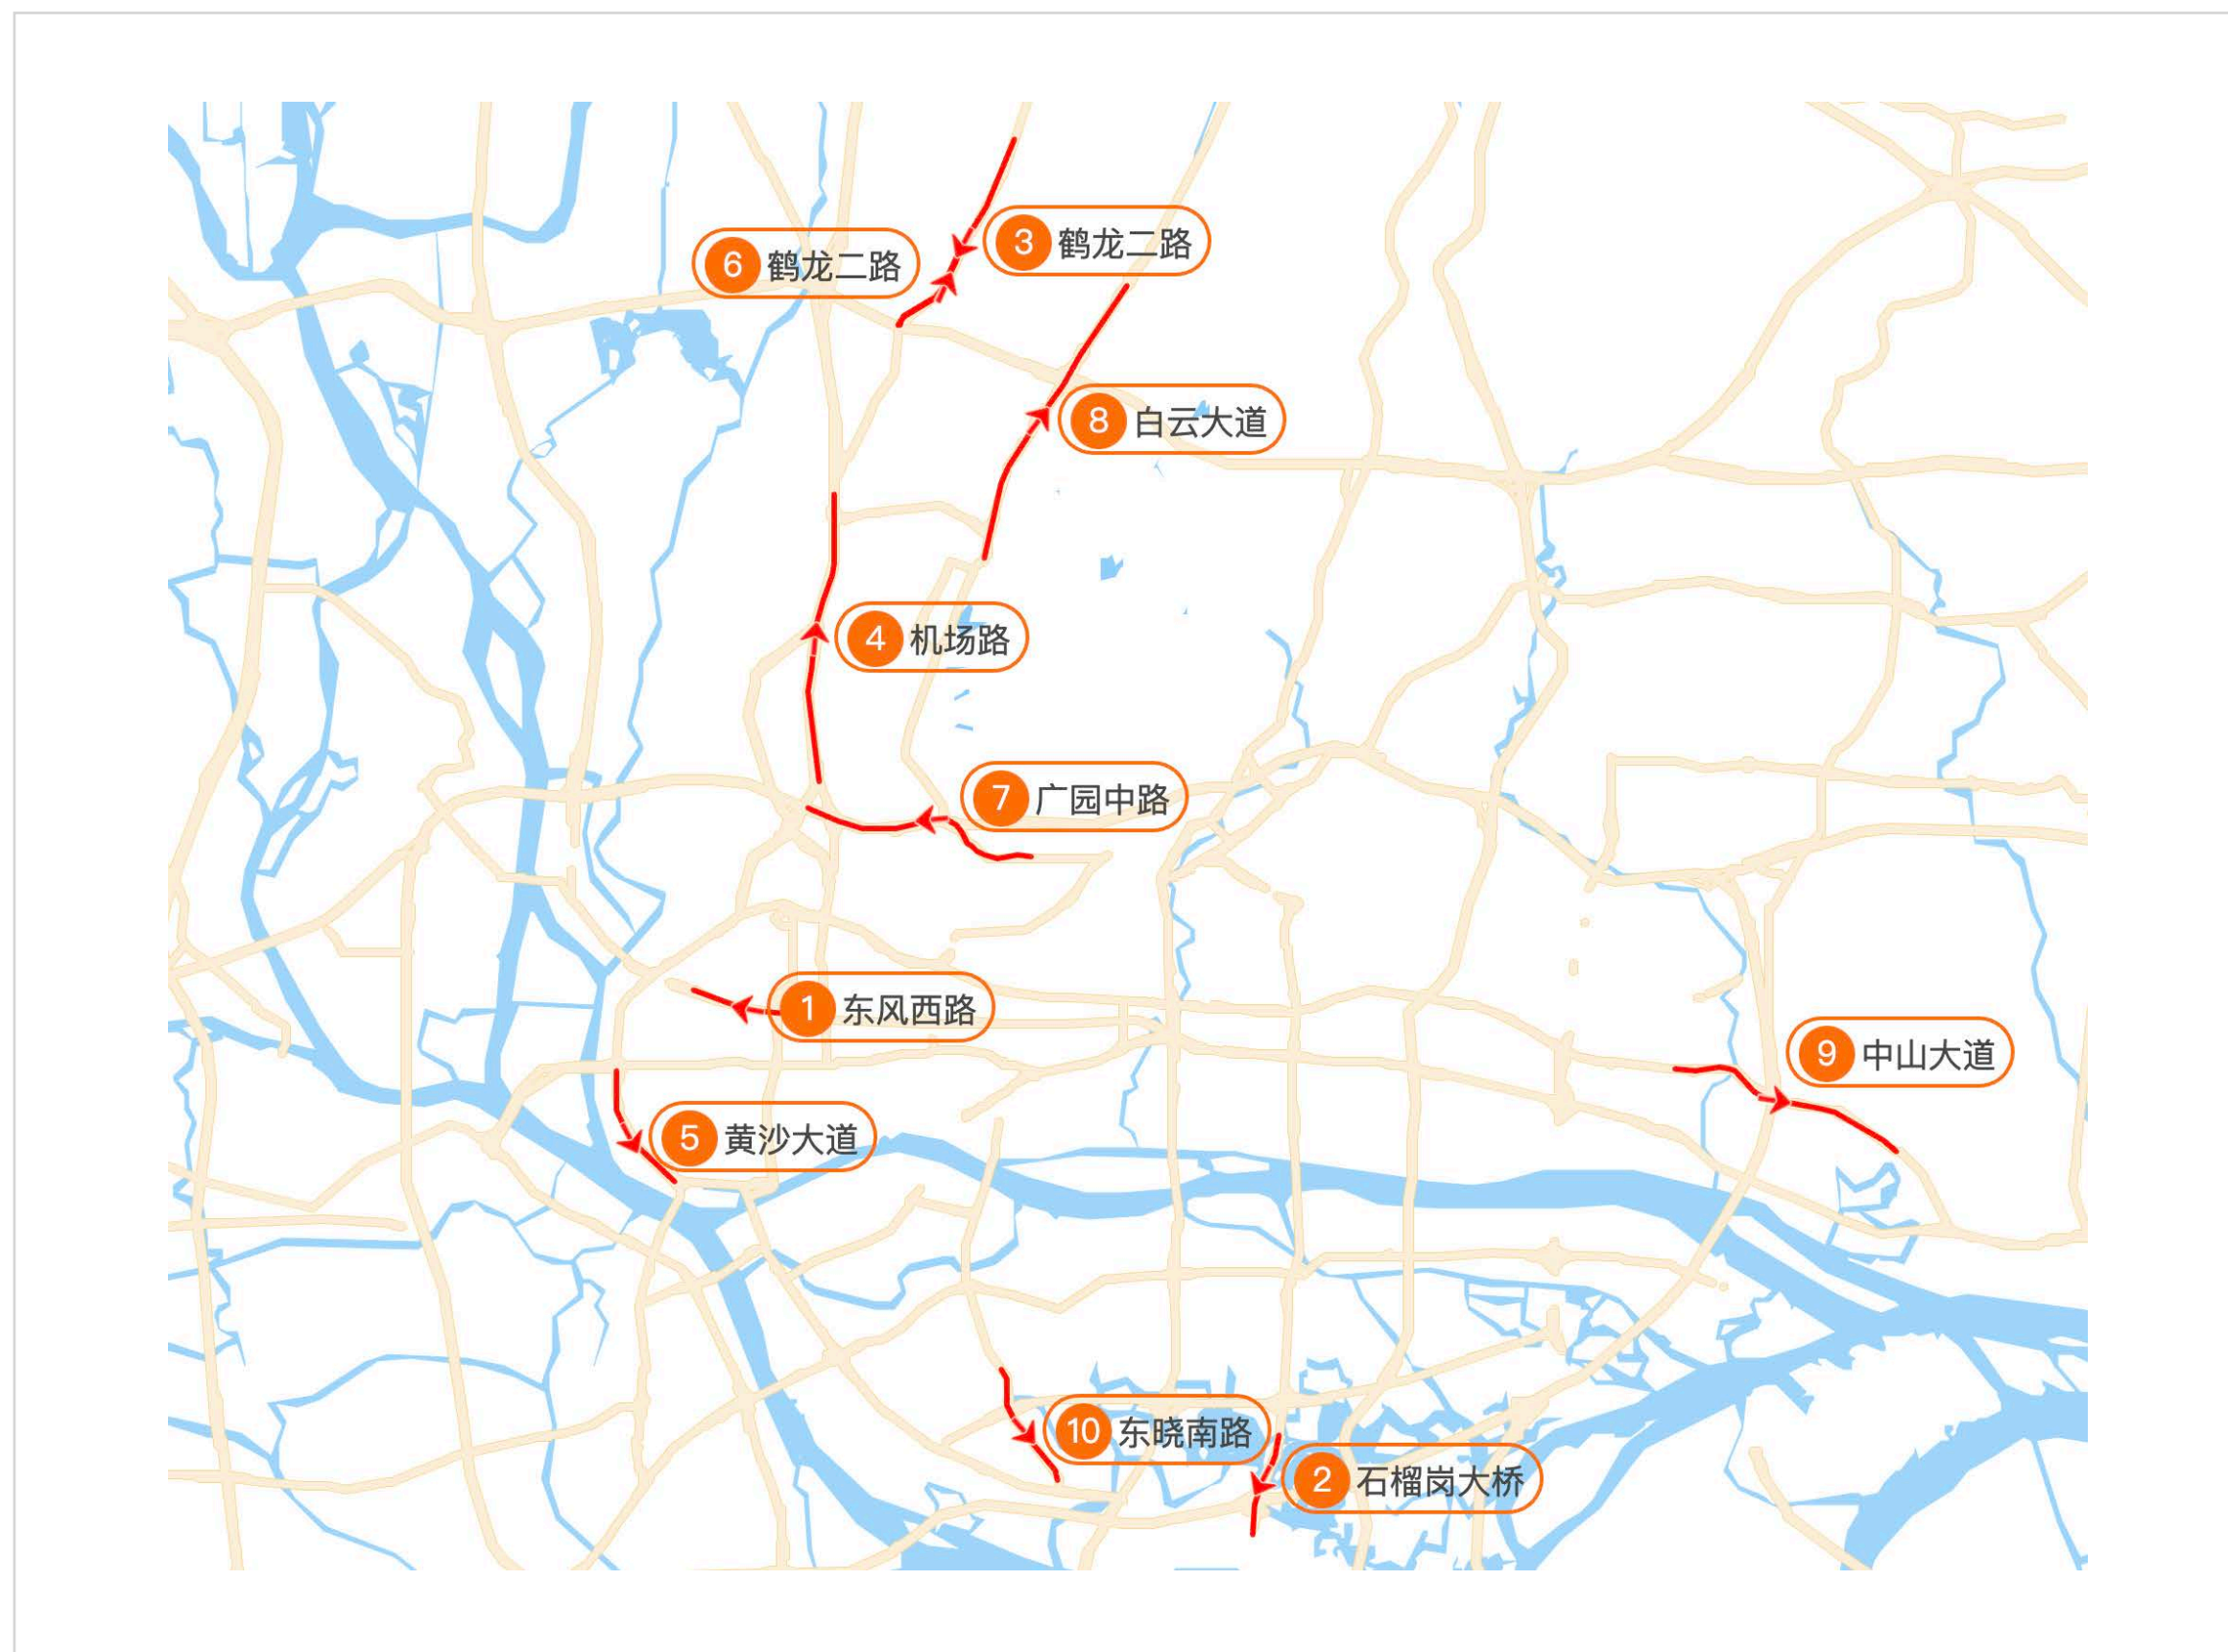 3 鹤龙二路
6 鹤龙二路
8 白云大道
4 机场路
7 广园中路
1 东风西路
9 中山大道
5 黄沙大道
10 东晓南路
2 石榴岗大桥